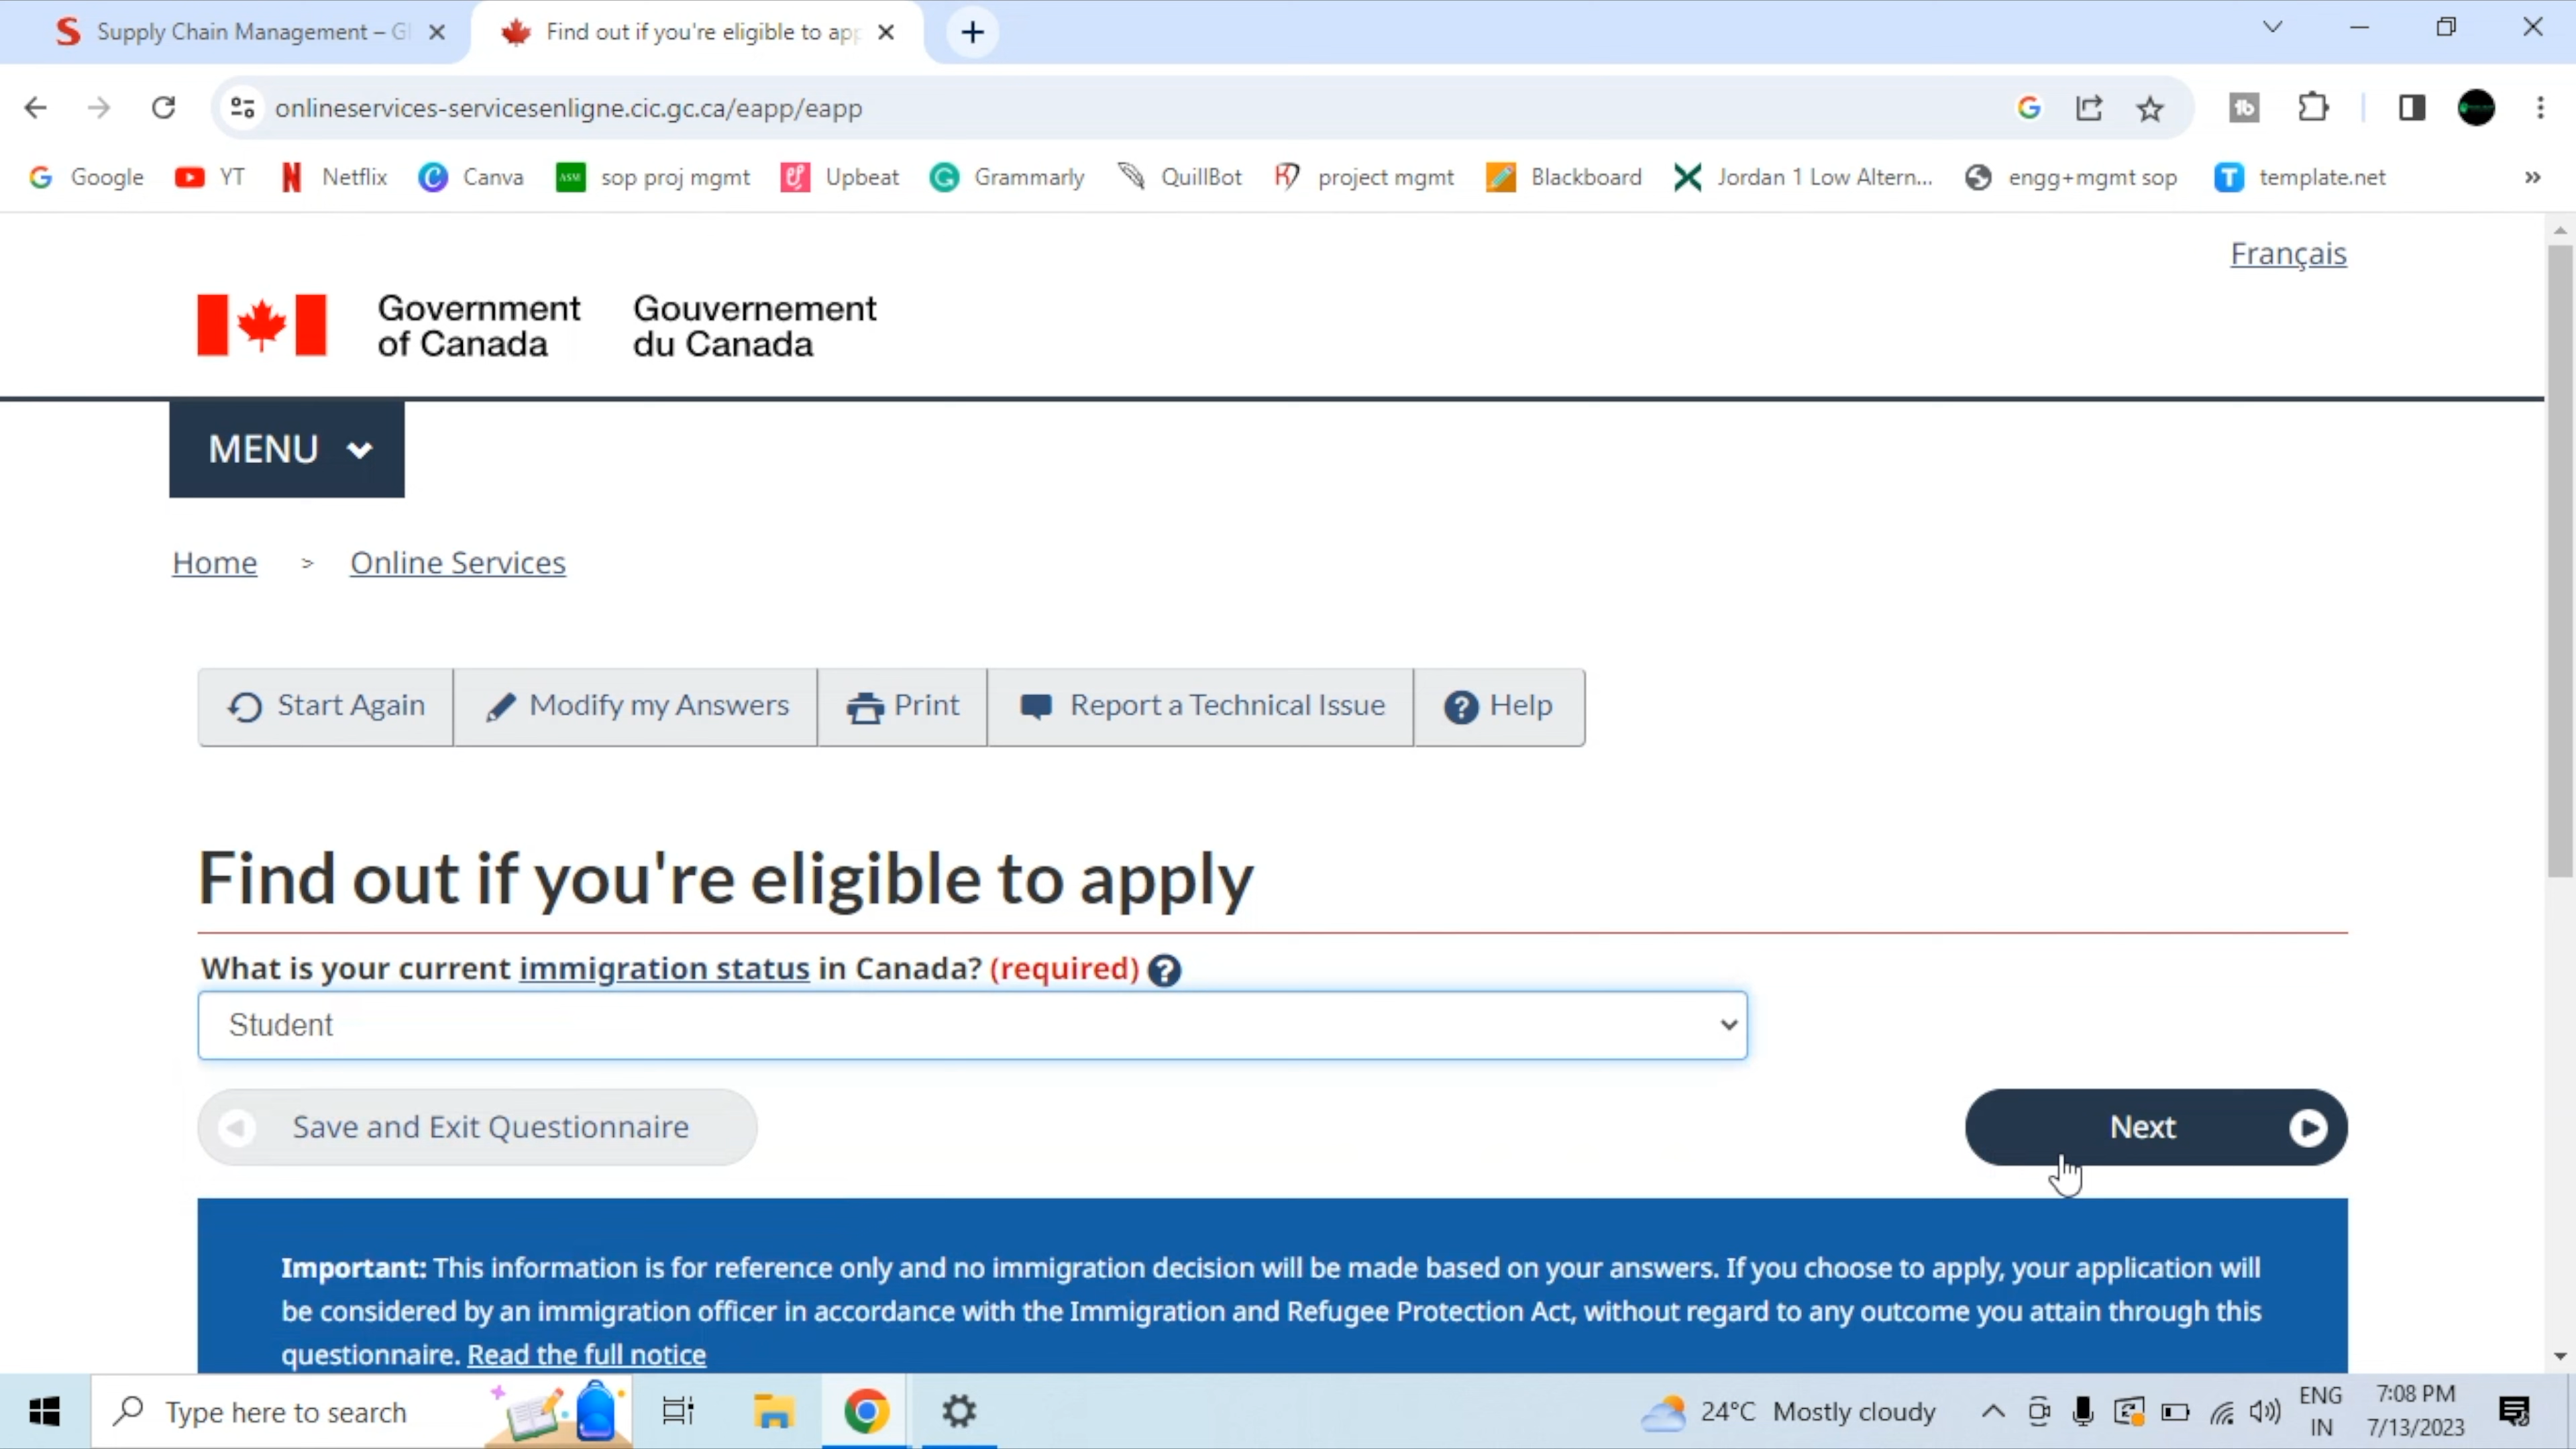 Supply Chain Management – Gl
Find out if you're eligible to app
onlineservices-servicesenligne.cic.gc.ca/eapp/eapp
Google YT Netflix Canva sop proj mgmt Upbeat Grammarly QuillBot project mgmt Blackboard Jordan 1 Low Altern... engg+mgmt sop template.net »
Français
Government of Canada
Gouvernement du Canada
MENU
Home > Online Services
Start Again Modify my Answers Print Report a Technical Issue Help
Find out if you're eligible to apply
What is your current immigration status in Canada? (required)
Student
Save and Exit Questionnaire
Next
Important: This information is for reference only and no immigration decision will be made based on your answers. If you choose to apply, your application will
be considered by an immigration officer in accordance with the Immigration and Refugee Protection Act, without regard to any outcome you attain through this
questionnaire. Read the full notice
Type here to search
24°C Mostly cloudy
ENG
IN
7:08 PM
7/13/2023